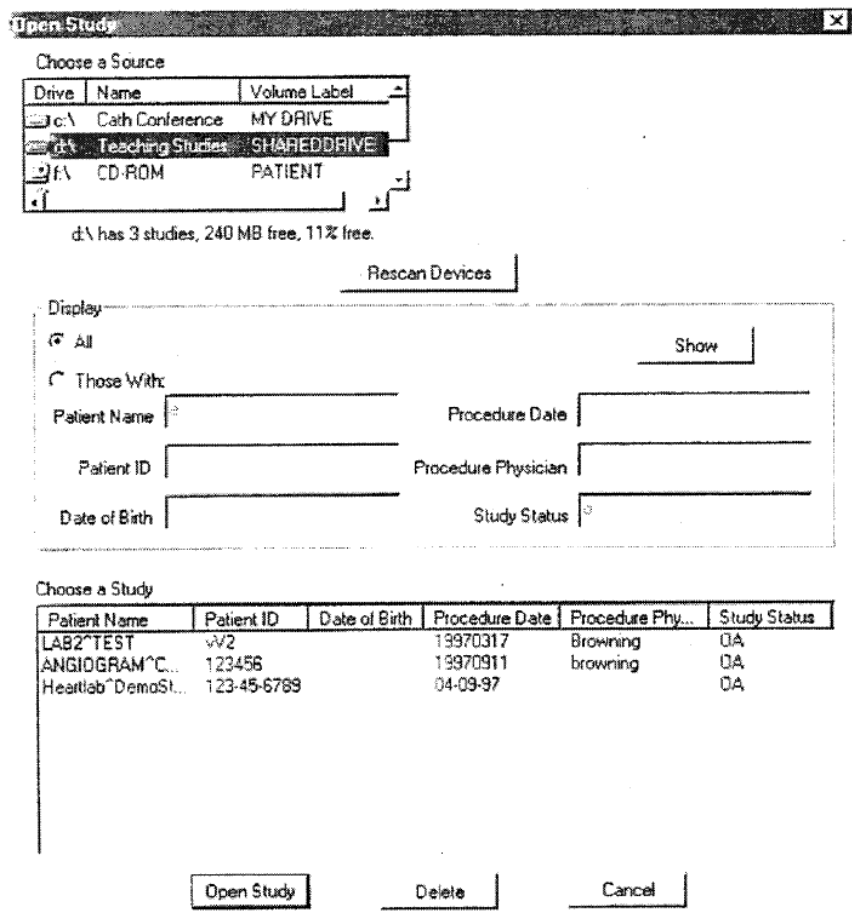 Open Study
Choose a Source
Drive Name Volume Label
c:\ Cath Conference MY DRIVE
d:\ Teaching Studies SHAREDDRIVE
f:\ CD-ROM PATIENT
d:\ has 3 studies, 240 MB free, 11% free.
Rescan Devices
Display
All
Show
Those With:
Patient Name Procedure Date
Patient ID Procedure Physician
Date of Birth Study Status
Choose a Study
Patient Name Patient ID Date of Birth Procedure Date Procedure Phy... Study Status
LAB2^TEST 19970317 Browning OA
ANGIOGRAM^C... 123456 19970911 browning OA
Heartlab^DemoSt... 123-45-6789 04-09-97 OA
Open Study Delete Cancel